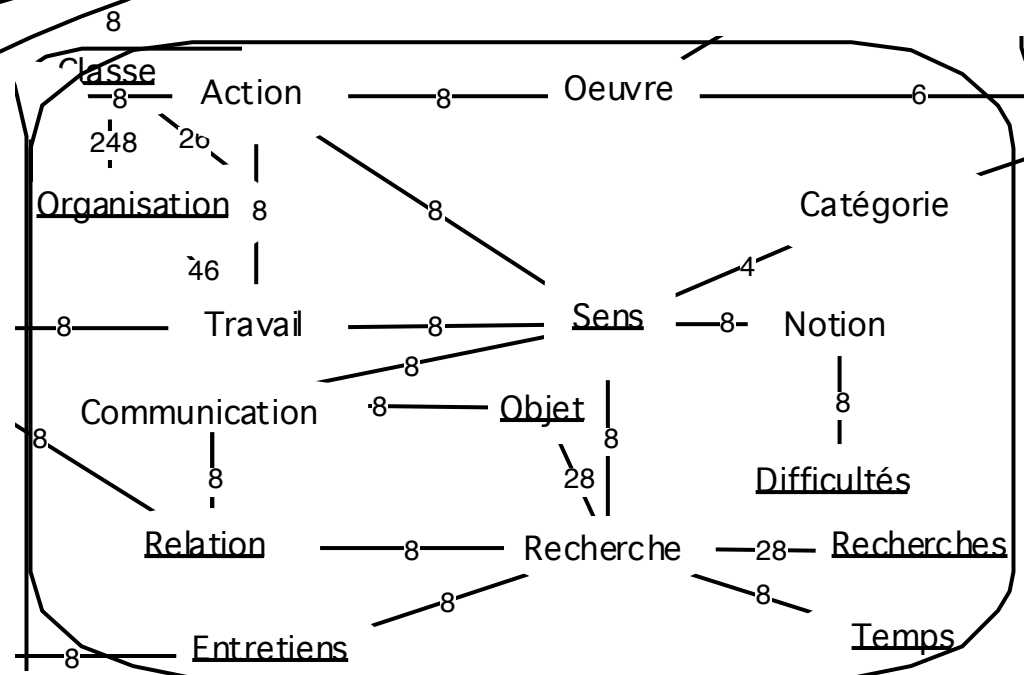 8
Classe
8 Action 8 Oeuvre 6
248 26
Organisation 8 8 Catégorie
46 4
8 Travail 8 Sens 8 Notion
8
Communication 8 Objet 8
8 8
8 28 Difficultés
Relation 8 Recherche 28 Recherches
8 8
8 Entretiens Temps